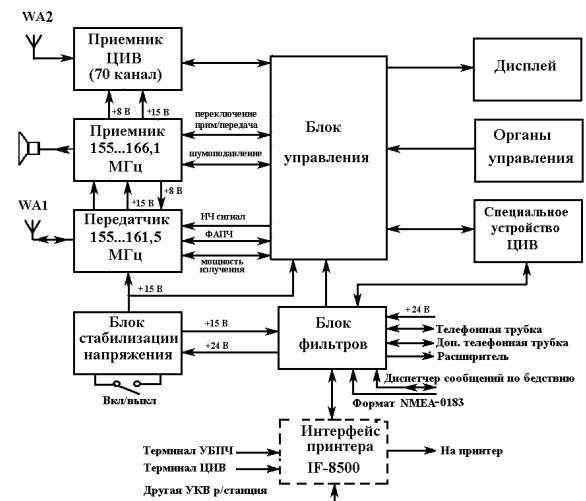 WA2
Приемник
ЦИВ
(70 канал)
Дисплей
+8 В
+15 В
Приемник
155...166,1
МГц
переключение
прим/передача
шумоподавление
Блок
управления
Органы
управления
+15 В
+8 В
WA1
Передатчик
155...161,5
МГц
НЧ сигнал
ФАПЧ
мощность
излучения
Специальное
устройство
ЦИВ
+15 В
Блок
стабилизации
напряжения
+15 В
+24 В
Блок
фильтров
+24 В
Телефонная трубка
Доп. телефонная трубка
Расширитель
Диспетчер сообщений по бедствию
Вкл/выкл
Формат NMEA-0183
Терминал УБПЧ
Терминал ЦИВ
Интерфейс
принтера
IF-8500
На принтер
Другая УКВ р/станция